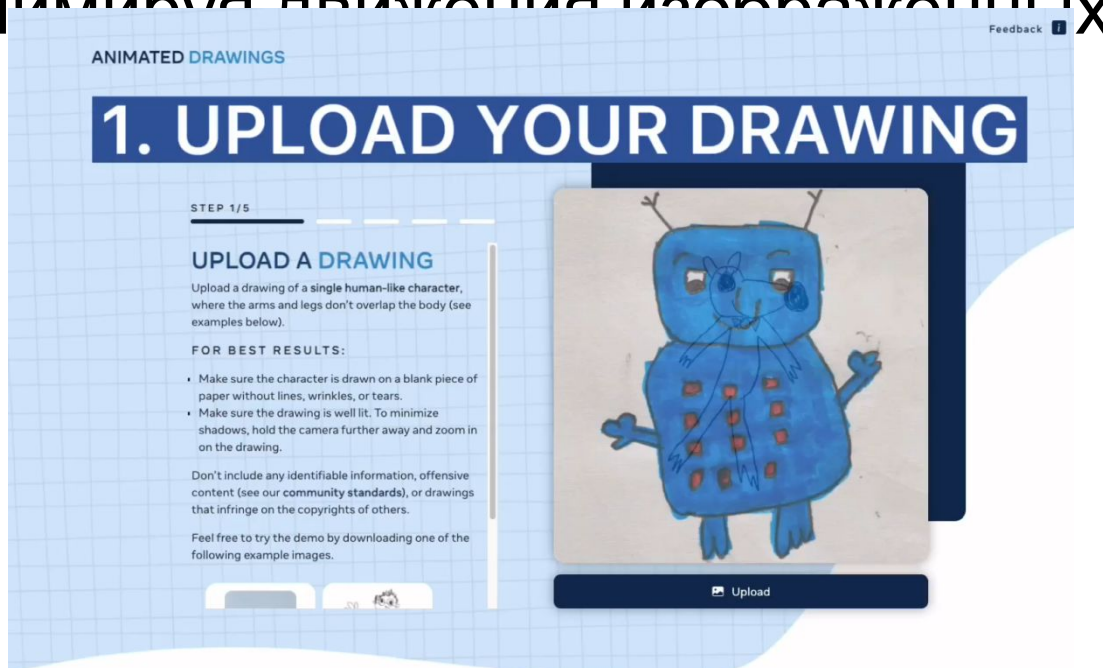 имируя движения изображенных
Feedback i
ANIMATED DRAWINGS
1. UPLOAD YOUR DRAWING
STEP 1/5
UPLOAD A DRAWING
Upload a drawing of a single human-like character,
where the arms and legs don't overlap the body (see
examples below).
FOR BEST RESULTS:
Make sure the character is drawn on a blank piece of
paper without lines, wrinkles, or tears.
Make sure the drawing is well lit. To minimize
shadows, hold the camera further away and zoom in
on the drawing.
Don't include any identifiable information, offensive
content (see our community standards), or drawings
that infringe on the copyrights of others.
Feel free to try the demo by downloading one of the
following example images.
Upload